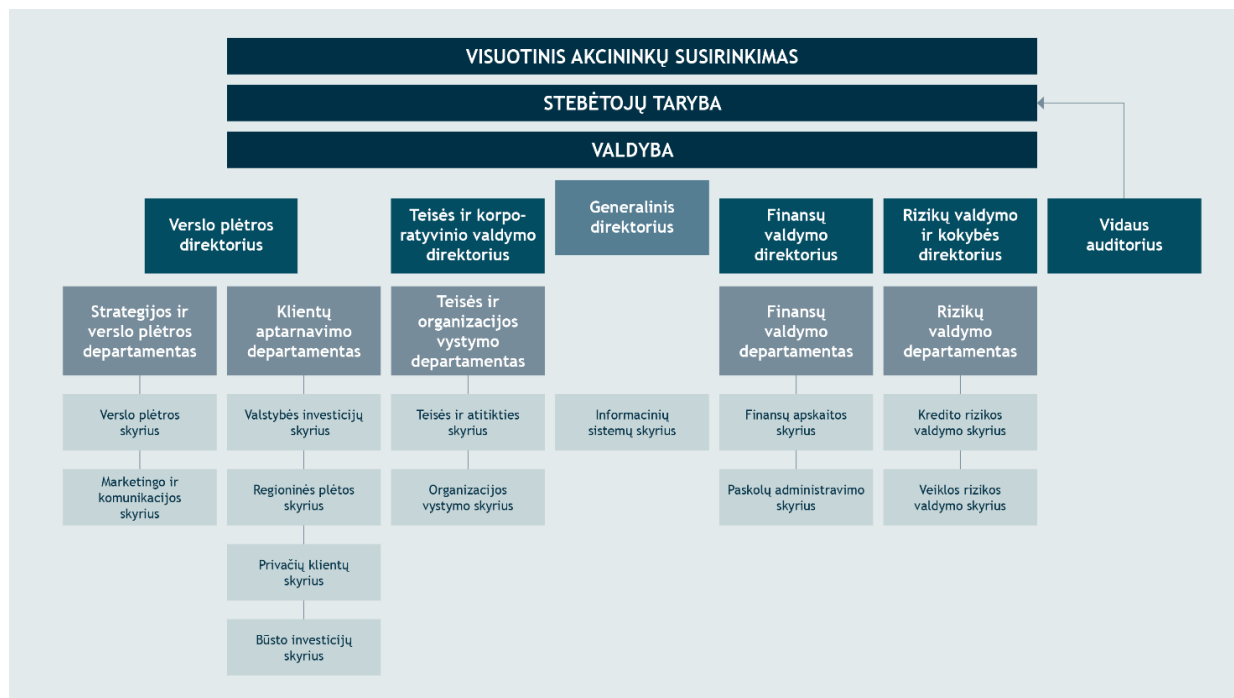 VISUOTINIS AKCININKŲ SUSIRINKIMAS
STEBĖTOJŲ TARYBA
VALDYBA
Verslo plėtros
direktorius
Teisės ir korpo-
ratyvinio valdymo
direktorius
Generalinis
direktorius
Finansų
valdymo
direktorius
Rizikų valdymo
ir kokybės
direktorius
Vidaus
auditorius
Strategijos ir
verslo plėtros
departamentas
Klientų
aptarnavimo
departamentas
Teisės ir
organizacijos
vystymo
departamentas
Finansų
valdymo
departamentas
Rizikų
valdymo
departamentas
Verslo plėtros
skyrius
Valstybės investicijų
skyrius
Teisės ir atitikties
skyrius
Informacinių
sistemų skyrius
Finansų apskaitos
skyrius
Kredito rizikos
valdymo skyrius
Marketingo ir
komunikacijos
skyrius
Regioninės plėtos
skyrius
Organizacijos
vystymo skyrius
Paskolų administravimo
skyrius
Veiklos rizikos
valdymo skyrius
Privačių klientų
skyrius
Būsto investicijų
skyrius